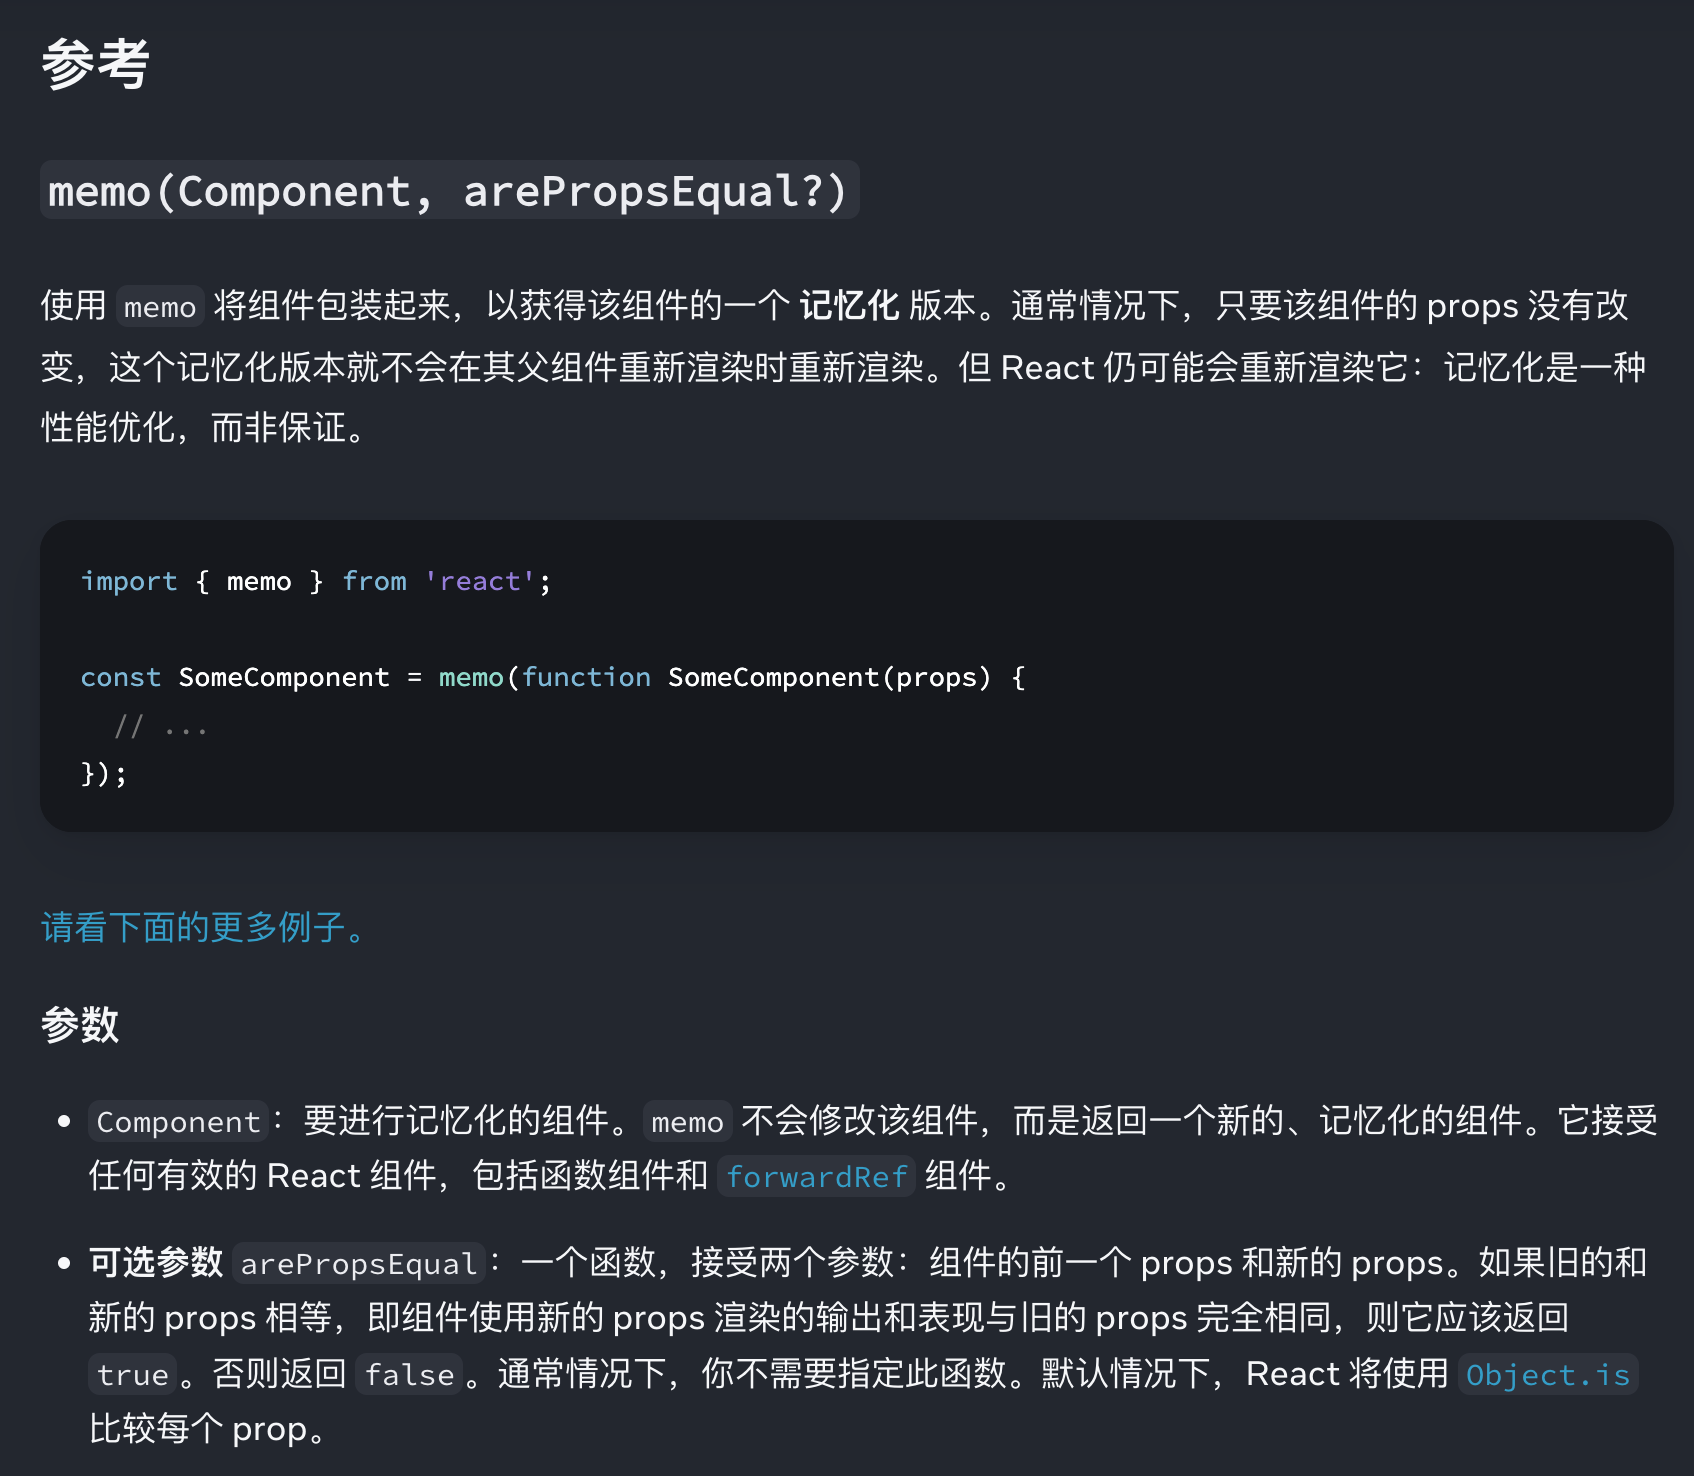 参考
memo(Component, arePropsEqual?)
使用 memo 将组件包装起来，以获得该组件的一个 记忆化 版本。通常情况下，只要该组件的 props 没有改
变，这个记忆化版本就不会在其父组件重新渲染时重新渲染。但 React 仍可能会重新渲染它：记忆化是一种
性能优化，而非保证。
import { memo } from 'react';
const SomeComponent = memo(function SomeComponent(props) {
// ...
});
请看下面的更多例子。
参数
• Component：要进行记忆化的组件。memo 不会修改该组件，而是返回一个新的、记忆化的组件。它接受
任何有效的 React 组件，包括函数组件和 forwardRef 组件。
• 可选参数 arePropsEqual：一个函数，接受两个参数：组件的前一个 props 和新的 props。如果旧的和
新的 props 相等，即组件使用新的 props 渲染的输出和表现与旧的 props 完全相同，则它应该返回
true。否则返回 false。通常情况下，你不需要指定此函数。默认情况下，React 将使用 Object.is
比较每个 prop。